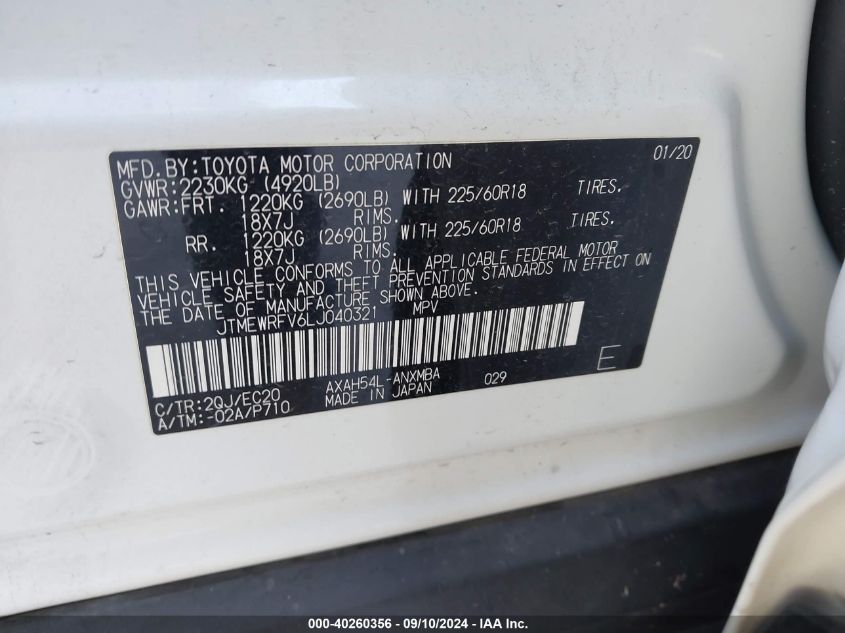 MFD.BY:TOYOTA MOTOR CORPORATION 01/20
GVWR:2230KG (4920LB)
GAWR:FRT. 1220KG (2690LB) WITH 225/60R18 TIRES.
18X7J RIMS.
RR. 1220KG (2690LB) WITH 225/60R18 TIRES.
18X7J RIMS.
THIS VEHICLE CONFORMS TO ALL APPLICABLE FEDERAL MOTOR
VEHICLE SAFETY AND THEFT PREVENTION STANDARDS IN EFFECT ON
THE DATE OF MANUFACTURE SHOWN ABOVE.
JTMEWRFV6LJ040321 MPV
C/TR:2QJ/EC20 AXAH54L-ANXMBA 029 E
A/TM:-02A/P710 MADE IN JAPAN
000-40260356 - 09/10/2024 - IAA Inc.